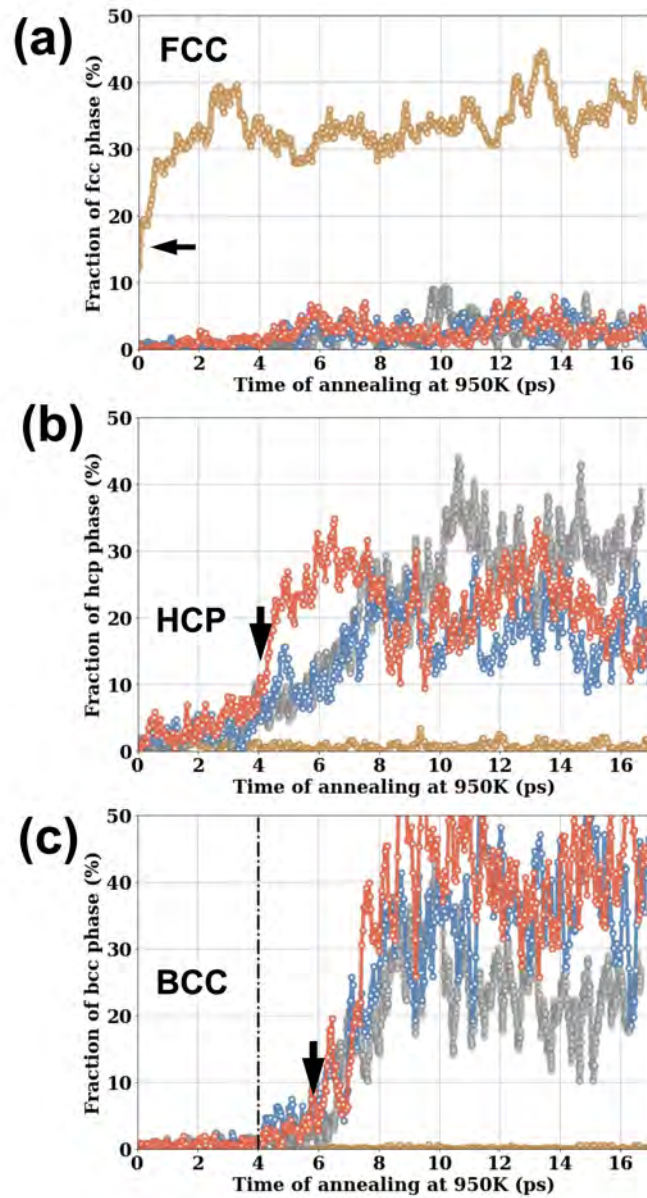 (a)
FCC
Fraction of fcc phase (%)
50
40
30
20
10
0
0 2 4 6 8 10 12 14 16
Time of annealing at 950K (ps)
(b)
HCP
Fraction of hcp phase (%)
50
40
30
20
10
0
0 2 4 6 8 10 12 14 16
Time of annealing at 950K (ps)
(c)
BCC
Fraction of bcc phase (%)
50
40
30
20
10
0
0 2 4 6 8 10 12 14 16
Time of annealing at 950K (ps)